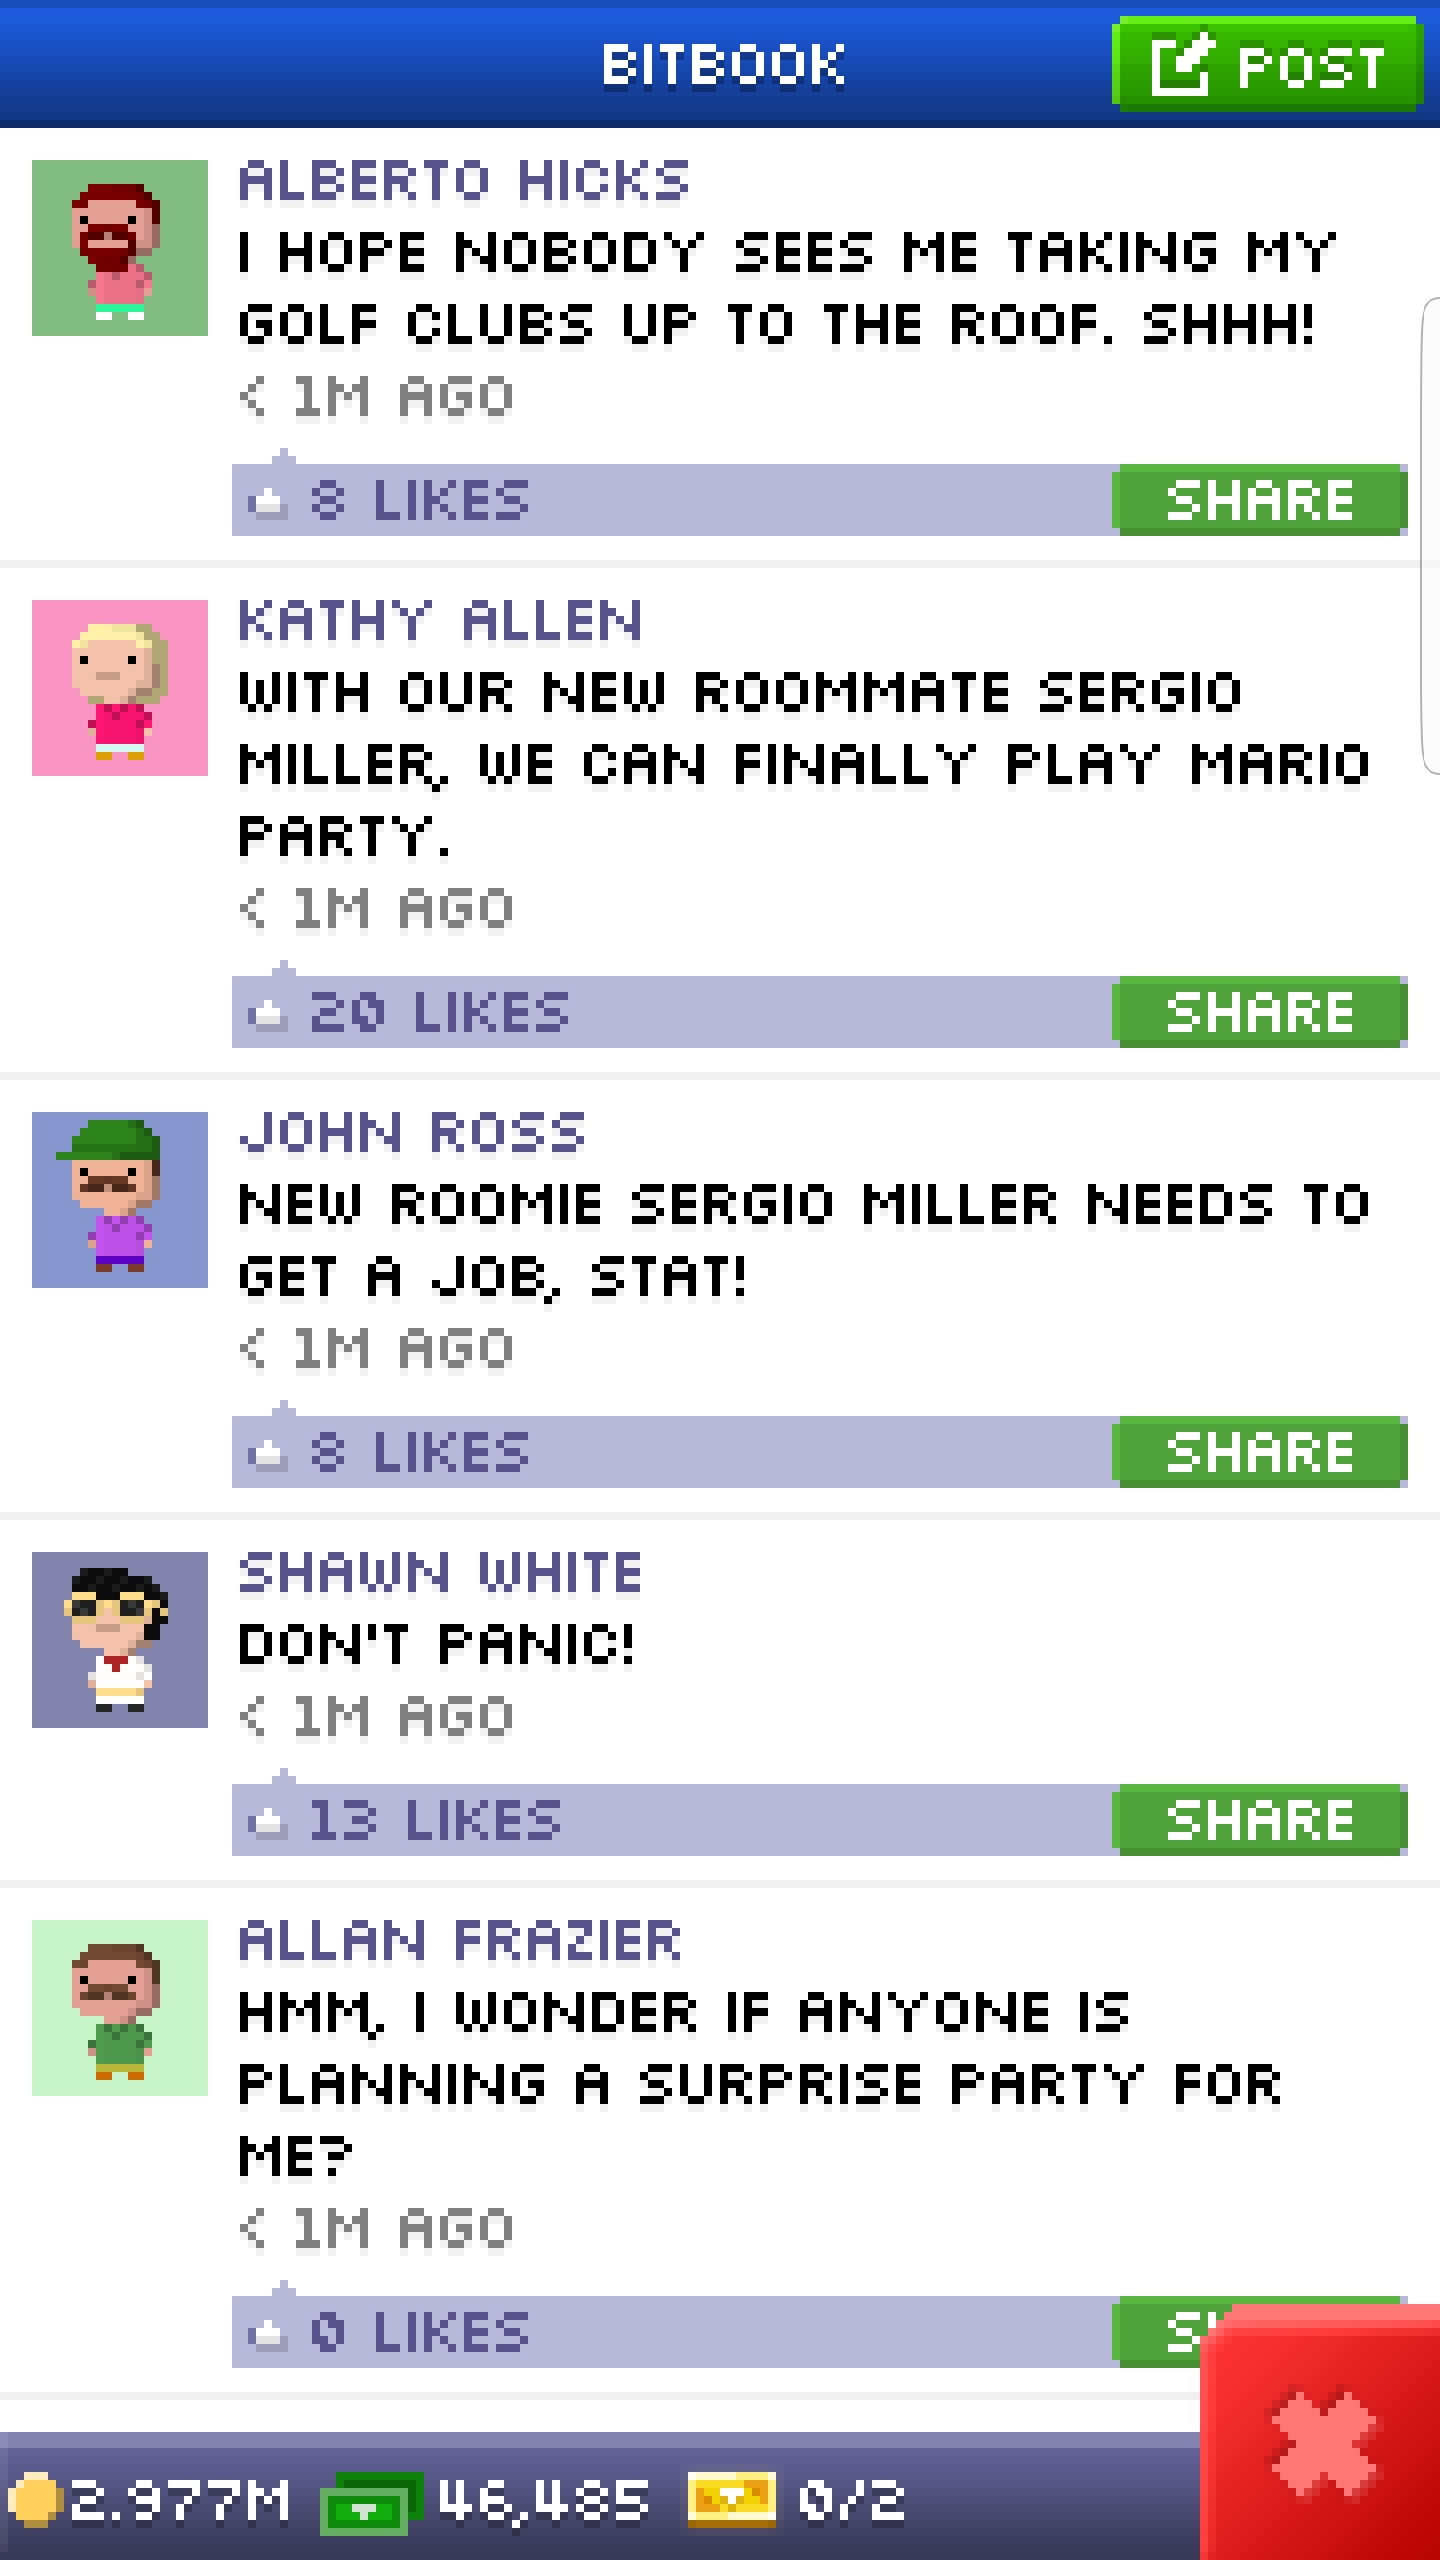 BITBOOK
POST
ALBERTO HICKS
I HOPE NOBODY SEES ME TAKING MY
GOLF CLUBS UP TO THE ROOF. SHHH!
< 1M AGO
8 LIKES
SHARE
KATHY ALLEN
WITH OUR NEW ROOMMATE SERGIO
MILLER, WE CAN FINALLY PLAY MARIO
PARTY.
< 1M AGO
20 LIKES
SHARE
JOHN ROSS
NEW ROOMIE SERGIO MILLER NEEDS TO
GET A JOB, STAT!
< 1M AGO
8 LIKES
SHARE
SHAWN WHITE
DON'T PANIC!
< 1M AGO
13 LIKES
SHARE
ALLAN FRAZIER
HMM, I WONDER IF ANYONE IS
PLANNING A SURPRISE PARTY FOR
ME?
< 1M AGO
0 LIKES
2.977M
46,485
0/2